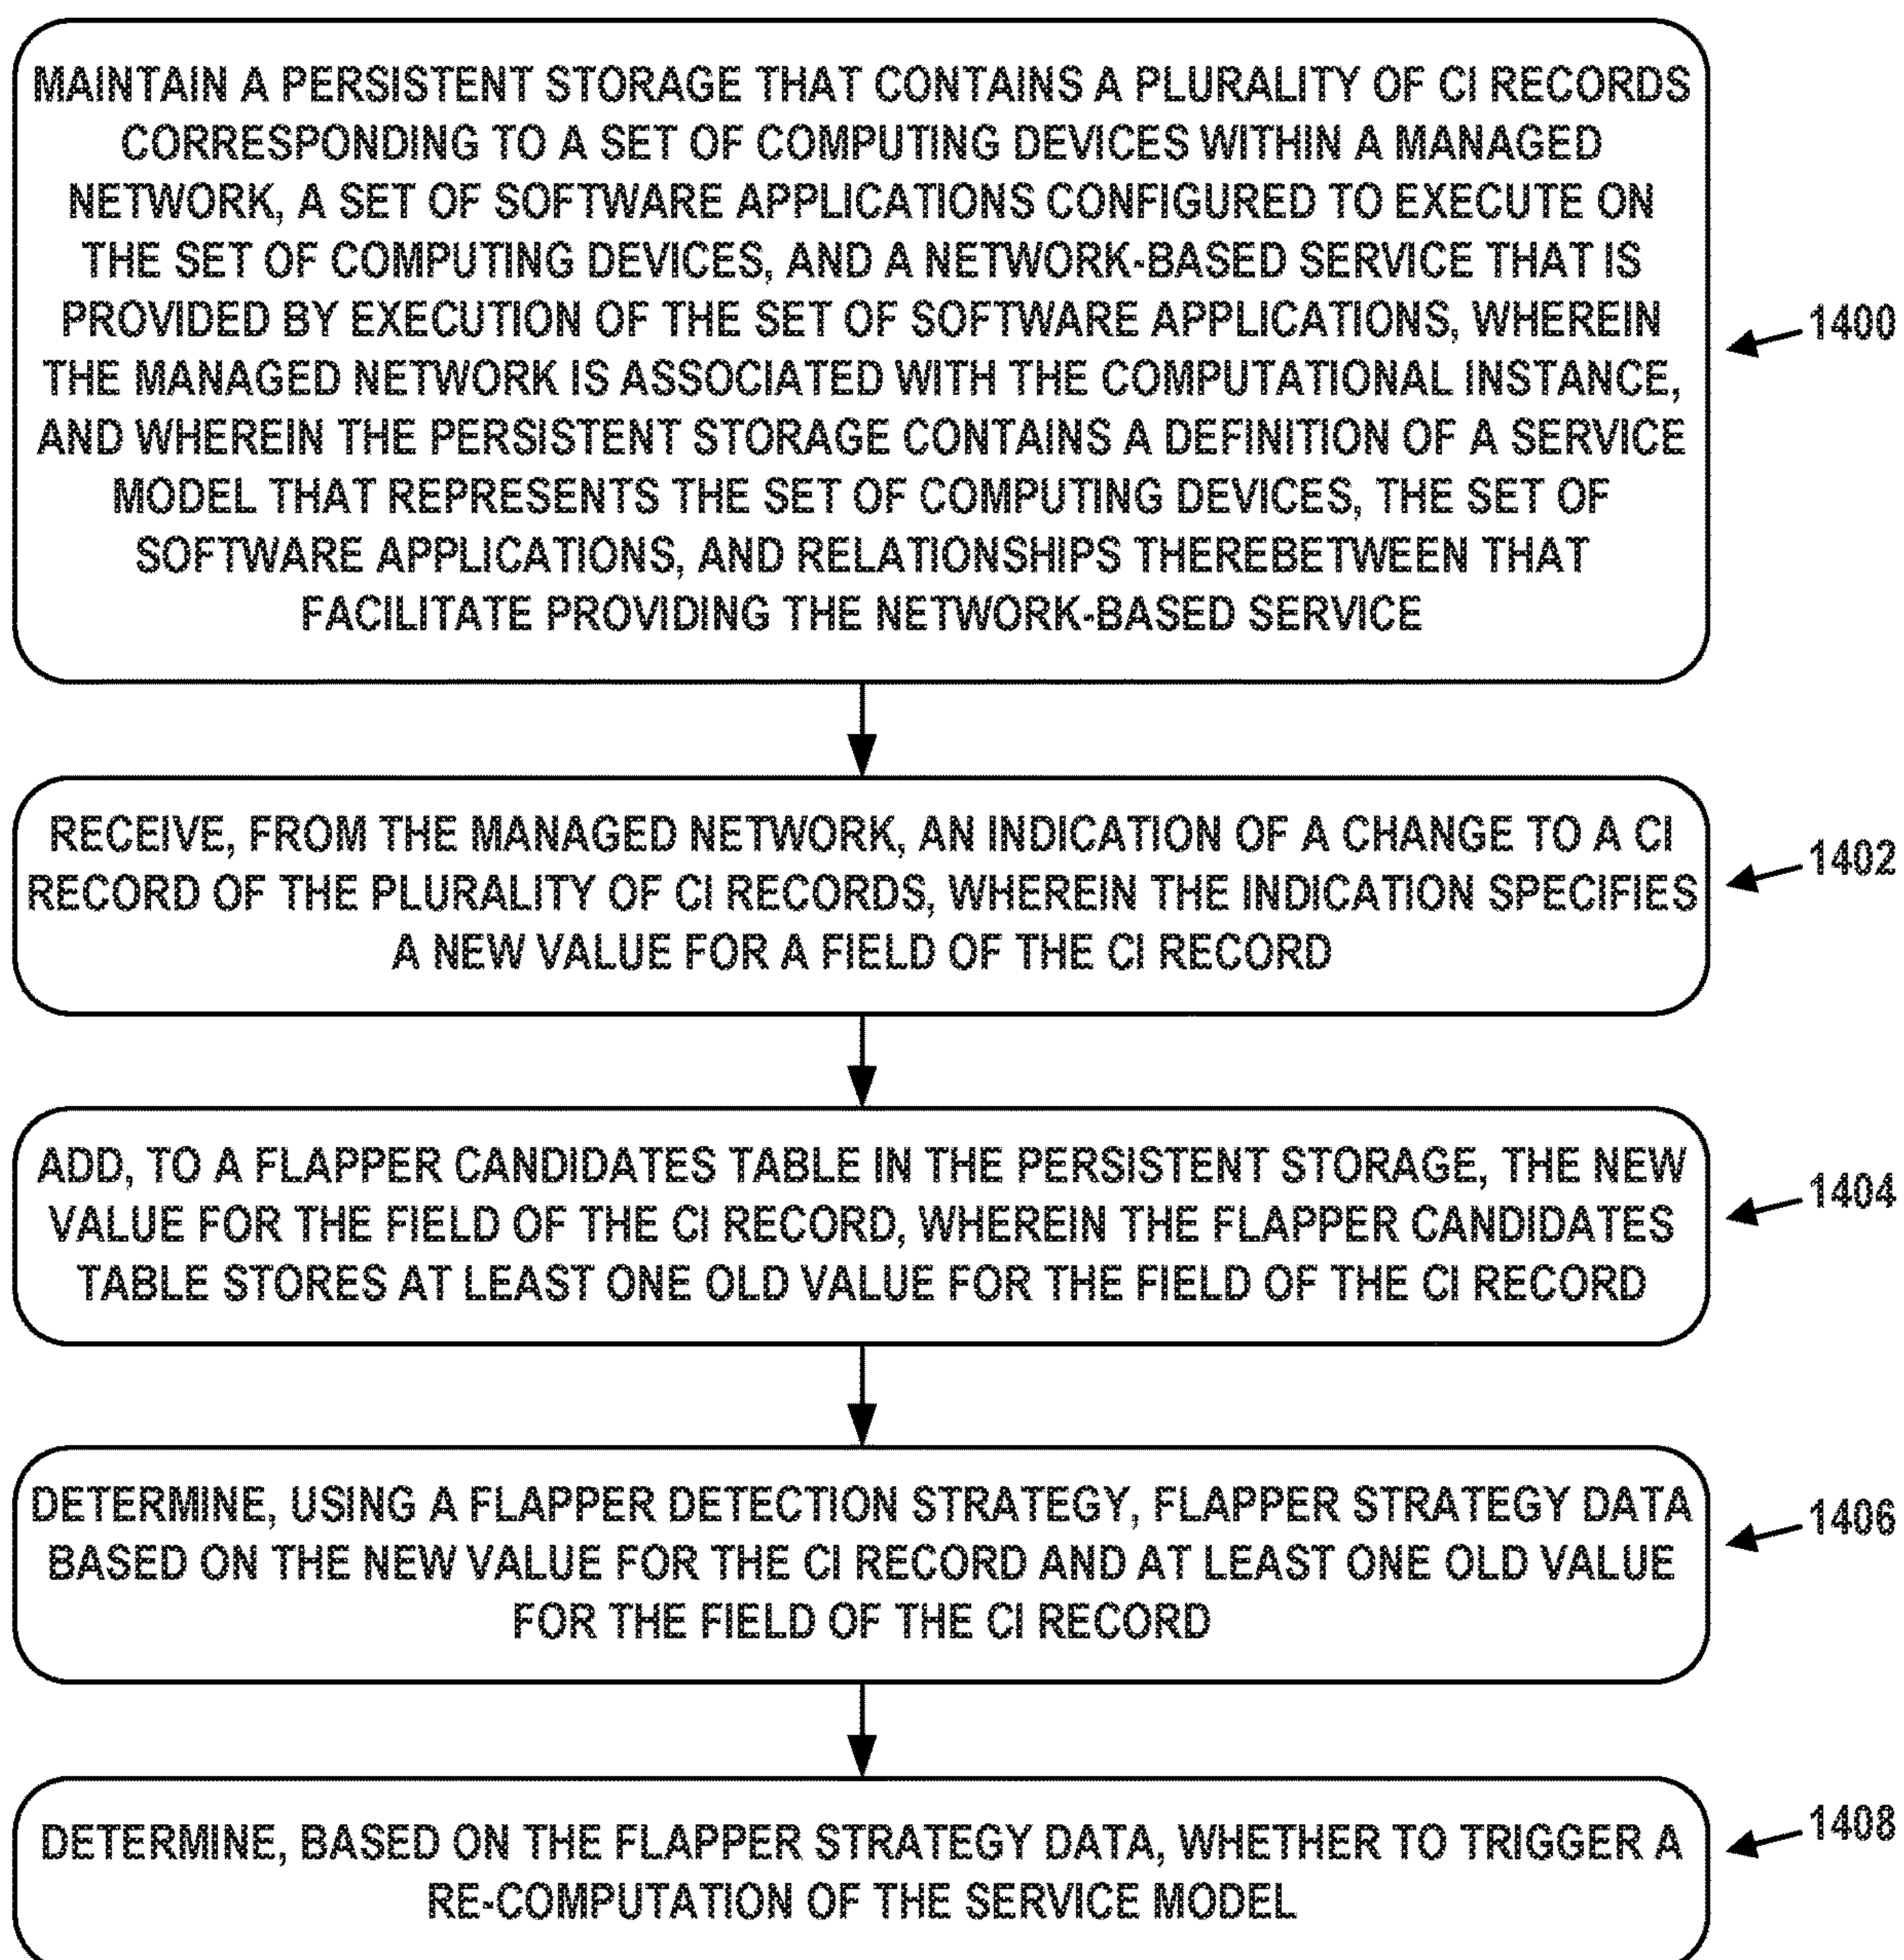 MAINTAIN A PERSISTENT STORAGE THAT CONTAINS A PLURALITY OF CI RECORDS
CORRESPONDING TO A SET OF COMPUTING DEVICES WITHIN A MANAGED
NETWORK, A SET OF SOFTWARE APPLICATIONS CONFIGURED TO EXECUTE ON
THE SET OF COMPUTING DEVICES, AND A NETWORK-BASED SERVICE THAT IS
PROVIDED BY EXECUTION OF THE SET OF SOFTWARE APPLICATIONS, WHEREIN
THE MANAGED NETWORK IS ASSOCIATED WITH THE COMPUTATIONAL INSTANCE,
AND WHEREIN THE PERSISTENT STORAGE CONTAINS A DEFINITION OF A SERVICE
MODEL THAT REPRESENTS THE SET OF COMPUTING DEVICES, THE SET OF
SOFTWARE APPLICATIONS, AND RELATIONSHIPS THEREBETWEEN THAT
FACILITATE PROVIDING THE NETWORK-BASED SERVICE
1400
RECEIVE, FROM THE MANAGED NETWORK, AN INDICATION OF A CHANGE TO A CI
RECORD OF THE PLURALITY OF CI RECORDS, WHEREIN THE INDICATION SPECIFIES
A NEW VALUE FOR A FIELD OF THE CI RECORD
1402
ADD, TO A FLAPPER CANDIDATES TABLE IN THE PERSISTENT STORAGE, THE NEW
VALUE FOR THE FIELD OF THE CI RECORD, WHEREIN THE FLAPPER CANDIDATES
TABLE STORES AT LEAST ONE OLD VALUE FOR THE FIELD OF THE CI RECORD
1404
DETERMINE, USING A FLAPPER DETECTION STRATEGY, FLAPPER STRATEGY DATA
BASED ON THE NEW VALUE FOR THE CI RECORD AND AT LEAST ONE OLD VALUE
FOR THE FIELD OF THE CI RECORD
1406
DETERMINE, BASED ON THE FLAPPER STRATEGY DATA, WHETHER TO TRIGGER A
RE-COMPUTATION OF THE SERVICE MODEL
1408